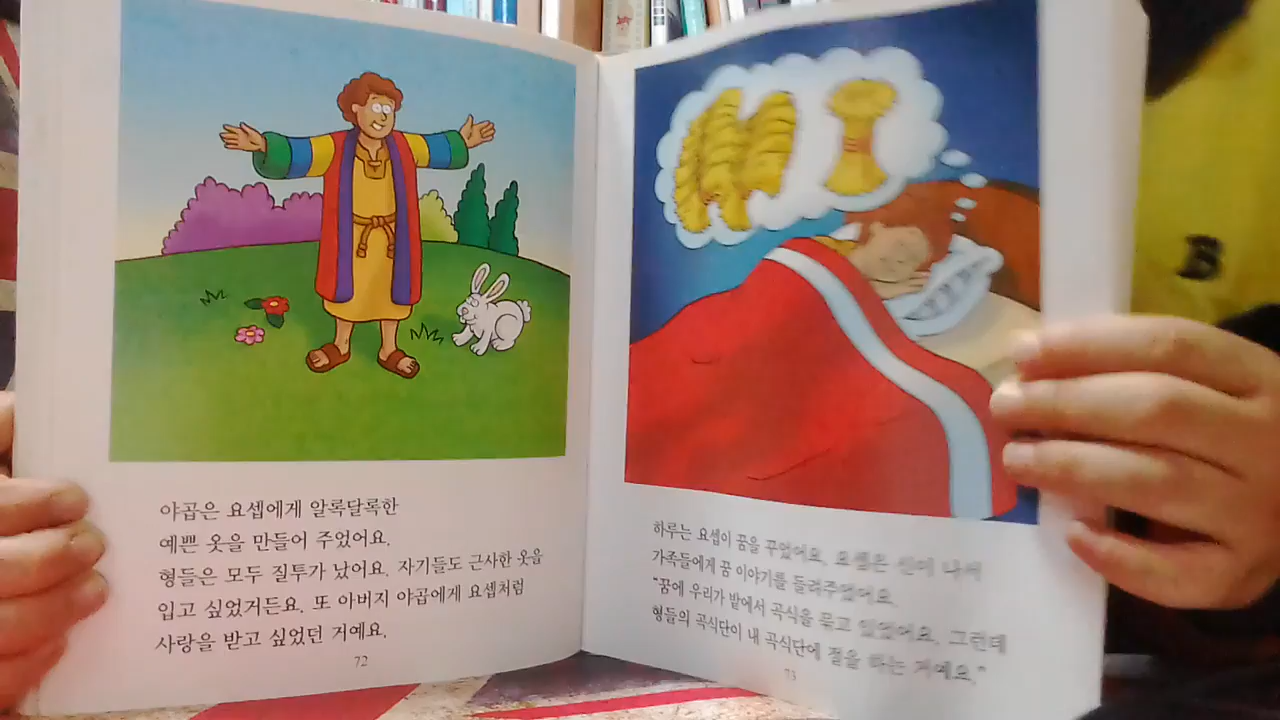 야곱은 요셉에게 알록달록한
예쁜 옷을 만들어 주었어요.
형들은 모두 질투가 났어요. 자기들도 근사한 옷을
입고 싶었거든요. 또 아버지 야곱에게 요셉처럼
사랑을 받고 싶었던 거예요.
72
하루는 요셉이 꿈을 꾸었어요. 요셉은 신이 나서
가족들에게 꿈 이야기를 들려주었어요.
"꿈에 우리가 밭에서 곡식을 묶고 있었어요. 그런데
형들의 곡식단이 내 곡식단에 절을 하는 거예요."
73
B